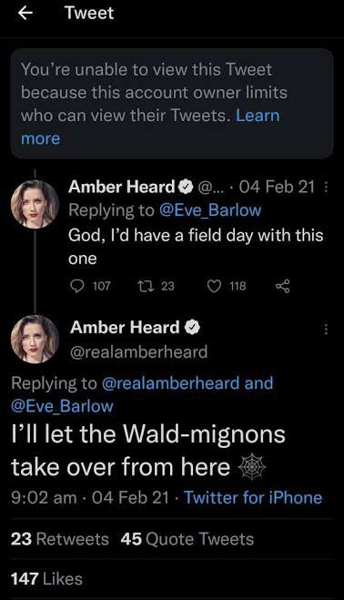 Tweet
You're unable to view this Tweet
because this account owner limits
who can view their Tweets. Learn
more
Amber Heard @... · 04 Feb 21
Replying to @Eve_Barlow
God, I'd have a field day with this
one
107 23 118
Amber Heard
@realamberheard
Replying to @realamberheard and
@Eve_Barlow
I'll let the Wald-mignons
take over from here 🕸️
9:02 am · 04 Feb 21 · Twitter for iPhone
23 Retweets 45 Quote Tweets
147 Likes